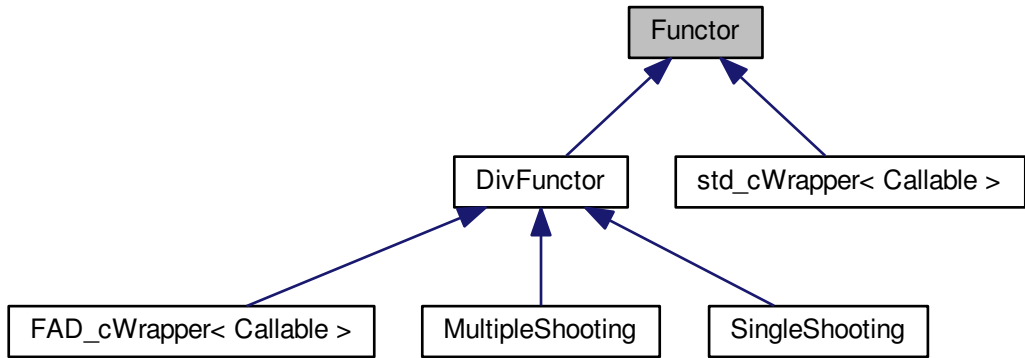 Functor
DivFunctor
std_cWrapper< Callable >
FAD_cWrapper< Callable >
MultipleShooting
SingleShooting